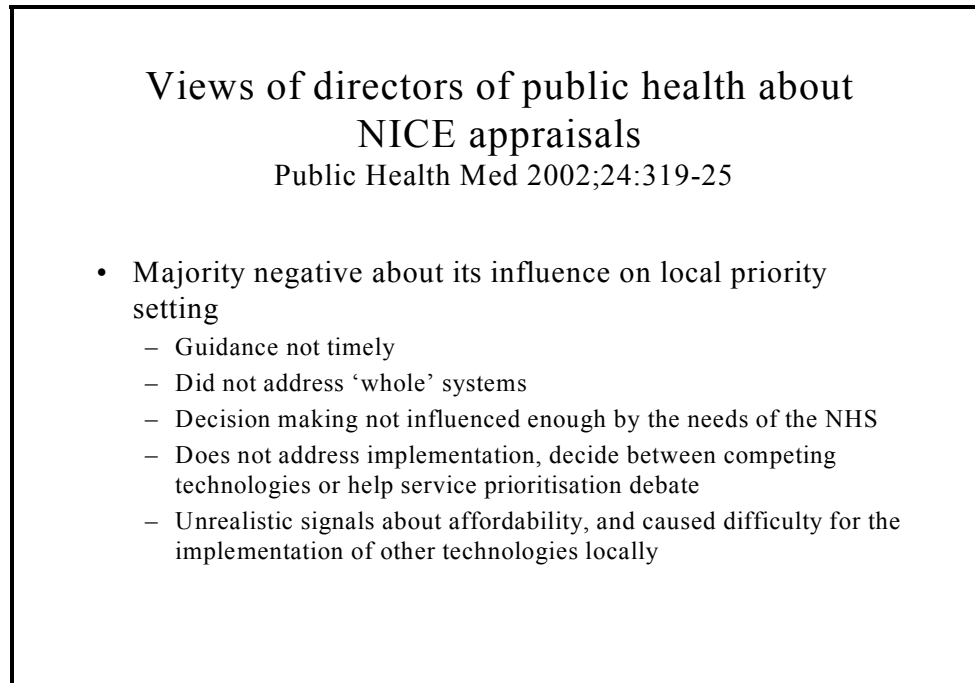 Views of directors of public health about
NICE appraisals
Public Health Med 2002;24:319-25
• Majority negative about its influence on local priority
setting
– Guidance not timely
– Did not address ‘whole’ systems
– Decision making not influenced enough by the needs of the NHS
– Does not address implementation, decide between competing
technologies or help service prioritisation debate
– Unrealistic signals about affordability, and caused difficulty for the
implementation of other technologies locally